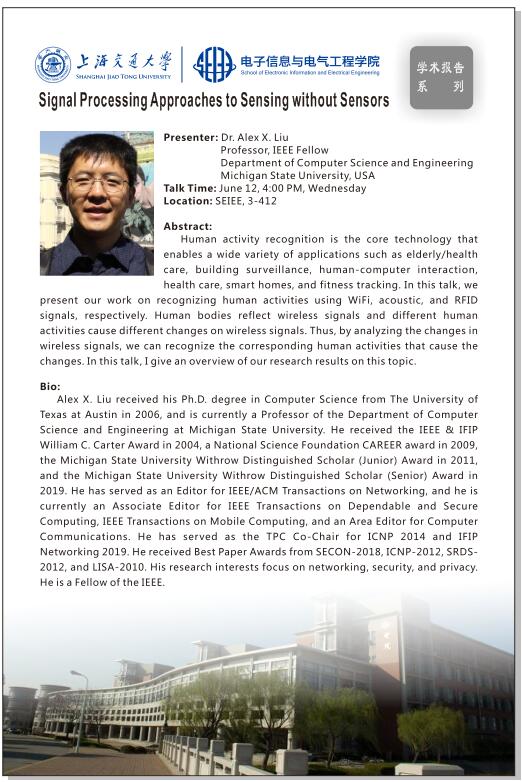 上海交通大学
SHANGHAI JIAO TONG UNIVERSITY
电子信息与电气工程学院
School of Electronic Information and Electrical Engineering
学术报告
系 列
Signal Processing Approaches to Sensing without Sensors
Presenter: Dr. Alex X. Liu
Professor, IEEE Fellow
Department of Computer Science and Engineering
Michigan State University, USA
Talk Time: June 12, 4:00 PM, Wednesday
Location: SEIEE, 3-412
Abstract:
Human activity recognition is the core technology that
enables a wide variety of applications such as elderly/health
care, building surveillance, human-computer interaction,
health care, smart homes, and fitness tracking. In this talk, we
present our work on recognizing human activities using WiFi, acoustic, and RFID
signals, respectively. Human bodies reflect wireless signals and different human
activities cause different changes on wireless signals. Thus, by analyzing the changes in
wireless signals, we can recognize the corresponding human activities that cause the
changes. In this talk, I give an overview of our research results on this topic.
Bio:
Alex X. Liu received his Ph.D. degree in Computer Science from The University of
Texas at Austin in 2006, and is currently a Professor of the Department of Computer
Science and Engineering at Michigan State University. He received the IEEE & IFIP
William C. Carter Award in 2004, a National Science Foundation CAREER award in 2009,
the Michigan State University Withrow Distinguished Scholar (Junior) Award in 2011,
and the Michigan State University Withrow Distinguished Scholar (Senior) Award in
2019. He has served as an Editor for IEEE/ACM Transactions on Networking, and he is
currently an Associate Editor for IEEE Transactions on Dependable and Secure
Computing, IEEE Transactions on Mobile Computing, and an Area Editor for Computer
Communications. He has served as the TPC Co-Chair for ICNP 2014 and IFIP
Networking 2019. He received Best Paper Awards from SECON-2018, ICNP-2012, SRDS-
2012, and LISA-2010. His research interests focus on networking, security, and privacy.
He is a Fellow of the IEEE.